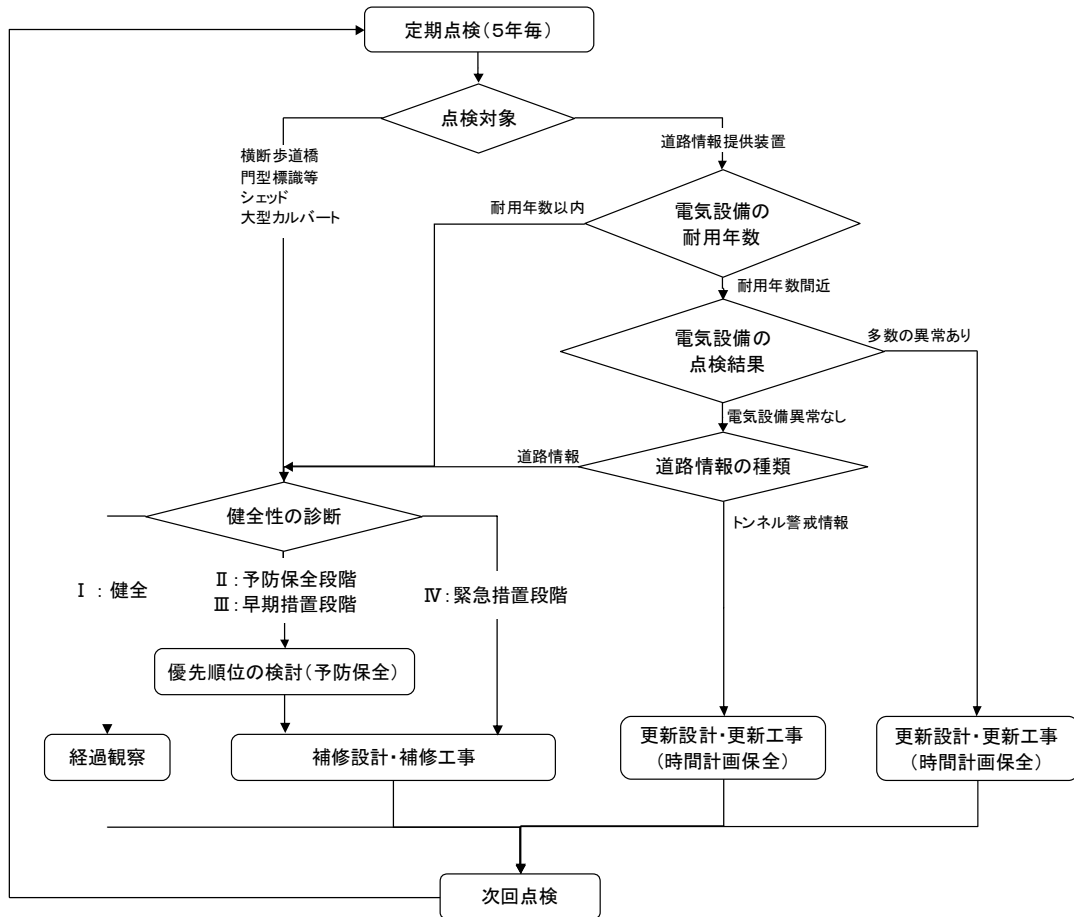 定期点検（5年毎）
点検対象
横断歩道橋
門型標識等
シェッド
大型カルバート
道路情報提供装置
耐用年数以内
電気設備の
耐用年数
耐用年数間近
電気設備の
点検結果
多数の異常あり
電気設備異常なし
道路情報
道路情報の種類
健全性の診断
トンネル警戒情報
Ⅰ：健全
Ⅱ：予防保全段階
Ⅲ：早期措置段階
Ⅳ：緊急措置段階
優先順位の検討（予防保全）
経過観察
補修設計・補修工事
更新設計・更新工事
（時間計画保全）
更新設計・更新工事
（時間計画保全）
次回点検